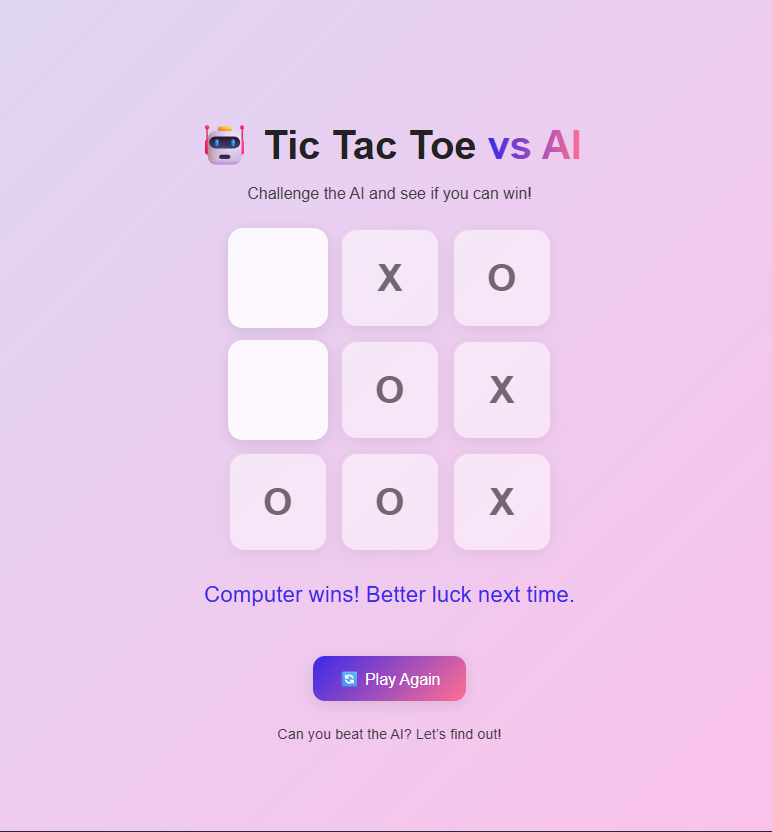 Tic Tac Toe vs AI
Challenge the AI and see if you can win!
X O
O X
O O X
Computer wins! Better luck next time.
Play Again
Can you beat the AI? Let's find out!